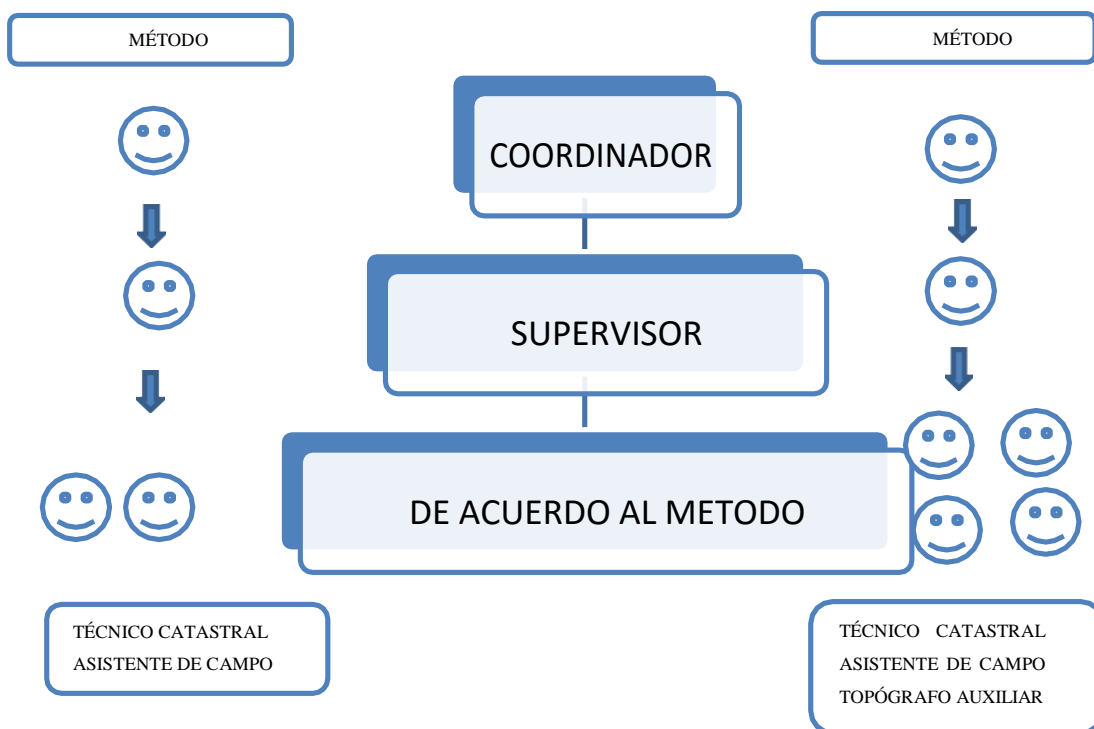 MÉTODO
MÉTODO
COORDINADOR
SUPERVISOR
DE ACUERDO AL METODO
TÉCNICO CATASTRAL
ASISTENTE DE CAMPO
TÉCNICO CATASTRAL
ASISTENTE DE CAMPO
TOPÓGRAFO AUXILIAR